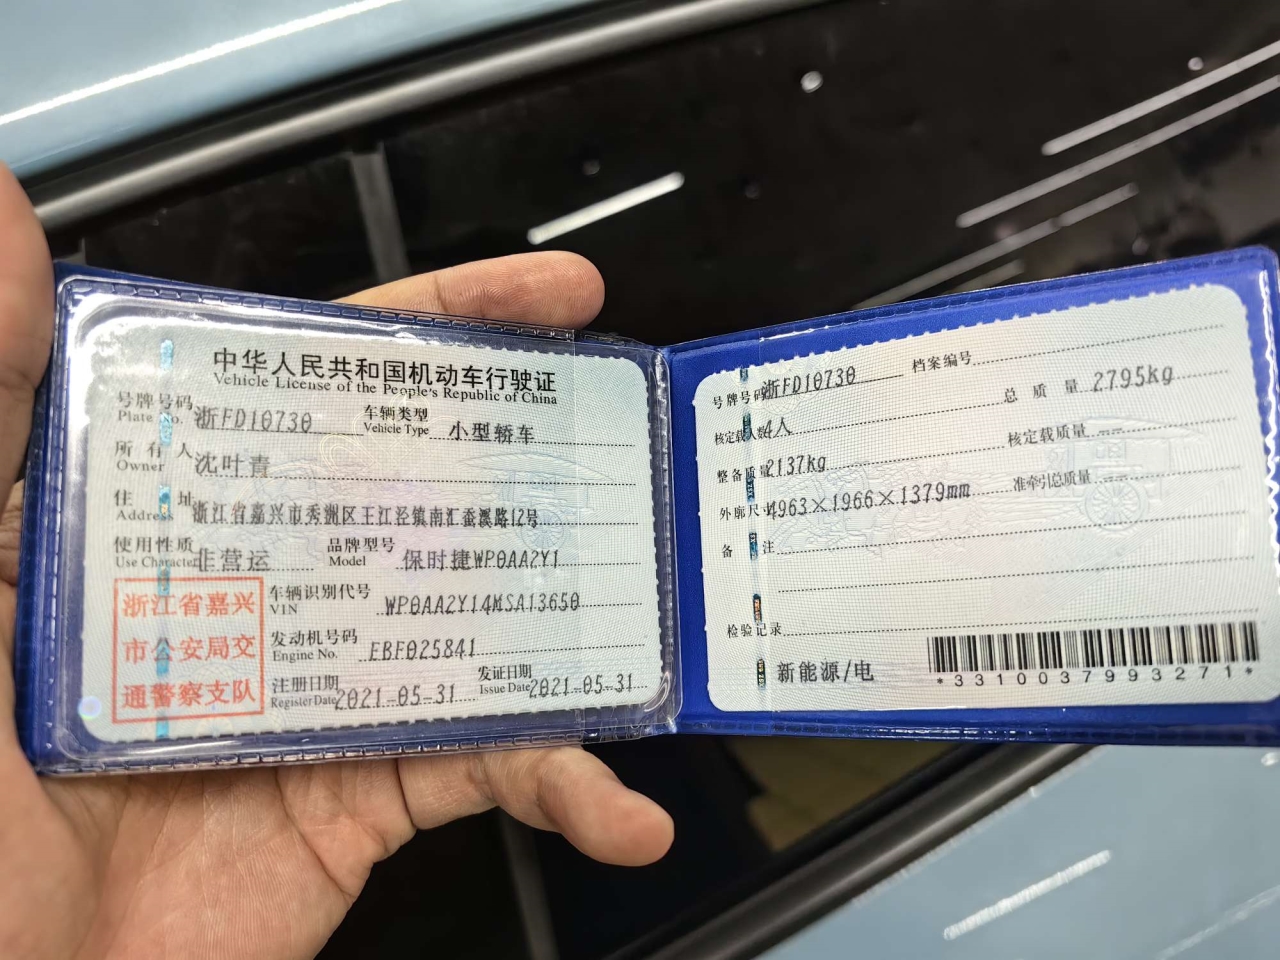 中华人民共和国机动车行驶证
Vehicle License of the People's Republic of China
号牌号码 浙FD10730 车辆类型 小型轿车
Plate No. Vehicle Type
所有人 沈叶青
Owner
住址 浙江省嘉兴市秀洲区王江泾镇南汇蚕溪路12号
Address
使用性质 非营运 品牌型号 保时捷WP0AA2Y1
Use Character Model
浙江省嘉兴
市公安局交
通警察支队
车辆识别代号 WP0AA2Y14MSA13650
VIN
发动机号码 EBF025841
Engine No.
注册日期 2021-05-31 发证日期 2021-05-31
Register Date Issue Date
号牌号码 浙FD10730 档案编号
核定载人数 4人 总质量 2795kg
整备质量 2137kg 核定载质量 --
外廓尺寸 4963×1966×1379mm 准牵引总质量 --
备注
检验记录
新能源/电
*3310037993271*